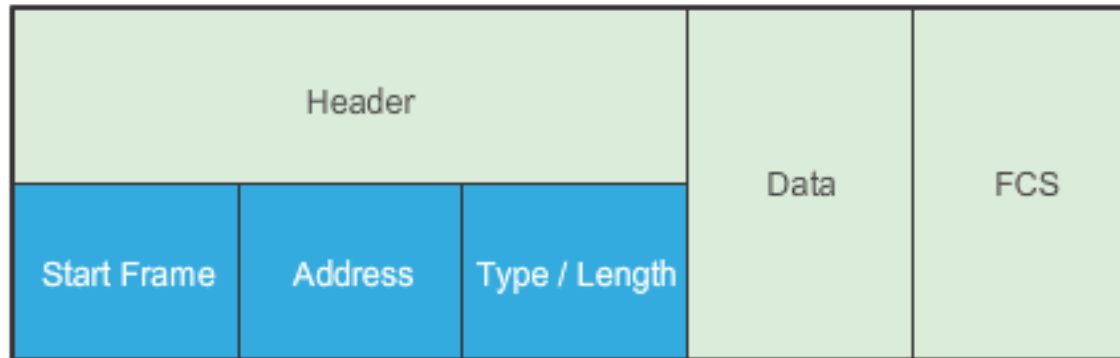 Header
Data
FCS
Start Frame
Address
Type / Length